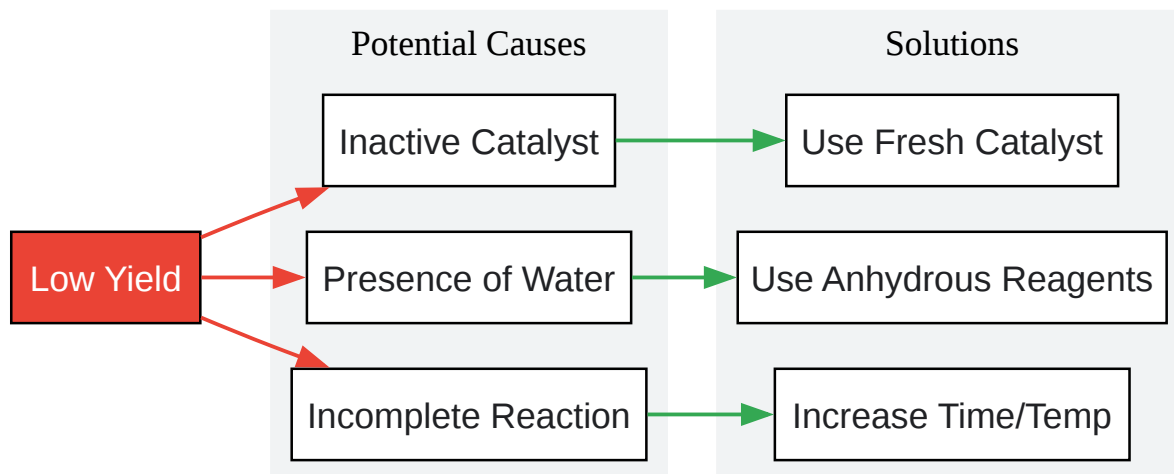 Potential Causes
Solutions
Inactive Catalyst
Use Fresh Catalyst
Low Yield
Presence of Water
Use Anhydrous Reagents
Incomplete Reaction
Increase Time/Temp